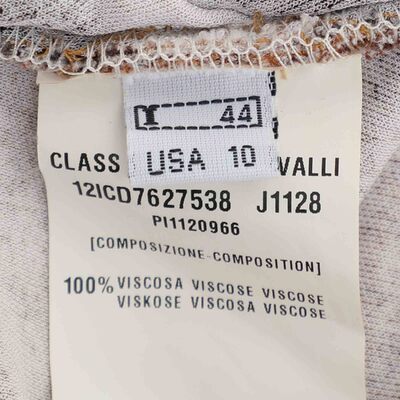 I 44
USA 10
CLASS VALLI
12ICD7627538 J1128
PI1120966
[COMPOSIZIONE-COMPOSITION]
100% VISCOSA VISCOSE VISCOSE
VISKOSE VISCOSA VISCOSE